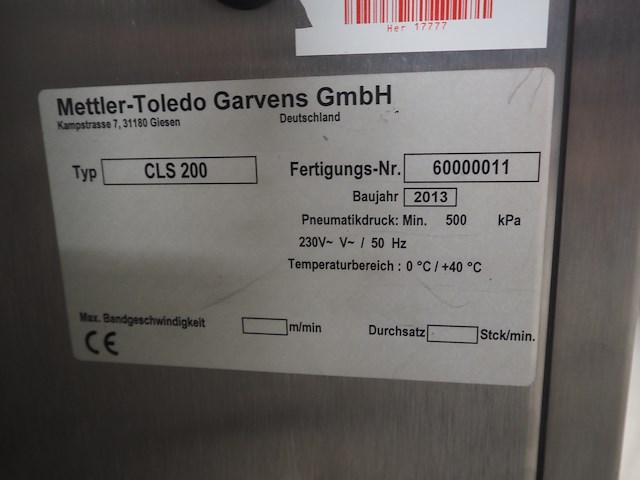 Her 17777
Mettler-Toledo Garvens GmbH
Kampstrasse 7, 31180 Giesen Deutschland
Typ CLS 200 Fertigungs-Nr. 60000011
Baujahr 2013
Pneumatikdruck: Min. 500 kPa
230V~ V~ / 50 Hz
Temperaturbereich : 0 °C / +40 °C
Max. Bandgeschwindigkeit m/min Durchsatz Stck/min.
CE